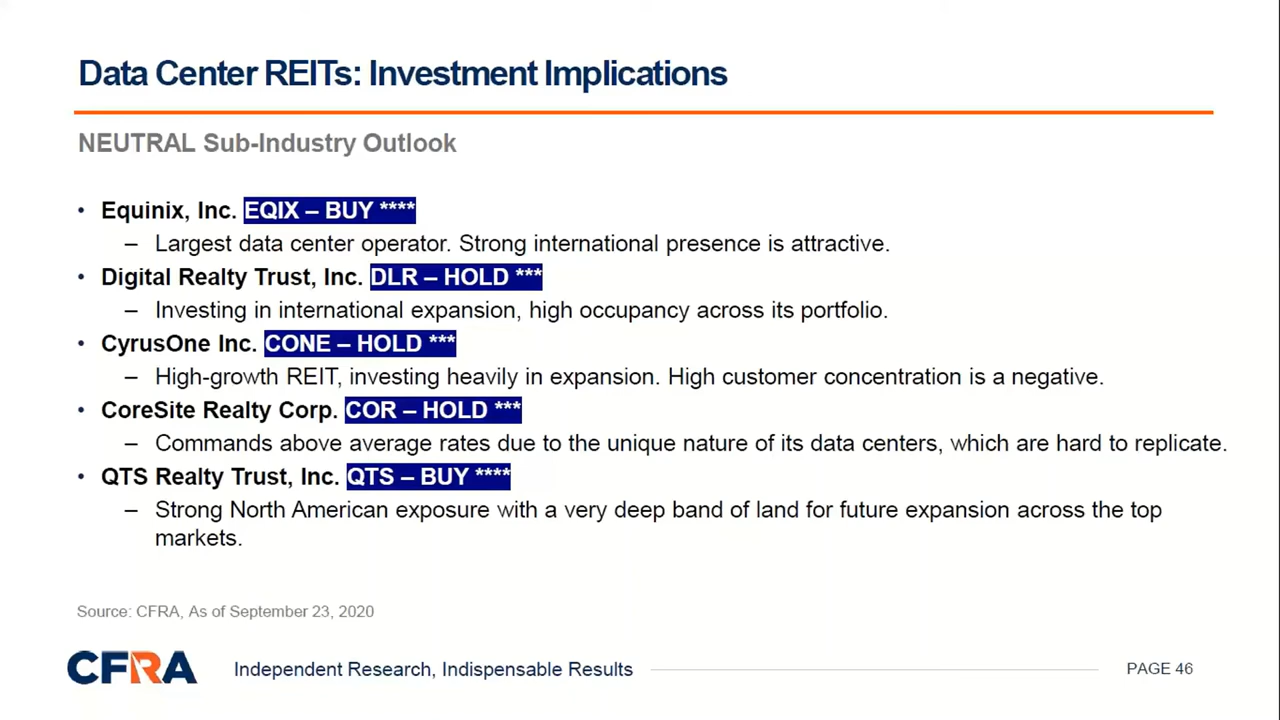 Data Center REITs: Investment Implications
NEUTRAL Sub-Industry Outlook
• Equinix, Inc. EQIX – BUY ****
– Largest data center operator. Strong international presence is attractive.
• Digital Realty Trust, Inc. DLR – HOLD ***
– Investing in international expansion, high occupancy across its portfolio.
• CyrusOne Inc. CONE – HOLD ***
– High-growth REIT, investing heavily in expansion. High customer concentration is a negative.
• CoreSite Realty Corp. COR – HOLD ***
– Commands above average rates due to the unique nature of its data centers, which are hard to replicate.
• QTS Realty Trust, Inc. QTS – BUY ****
– Strong North American exposure with a very deep band of land for future expansion across the top
markets.
Source: CFRA, As of September 23, 2020
CFRA Independent Research, Indispensable Results PAGE 46